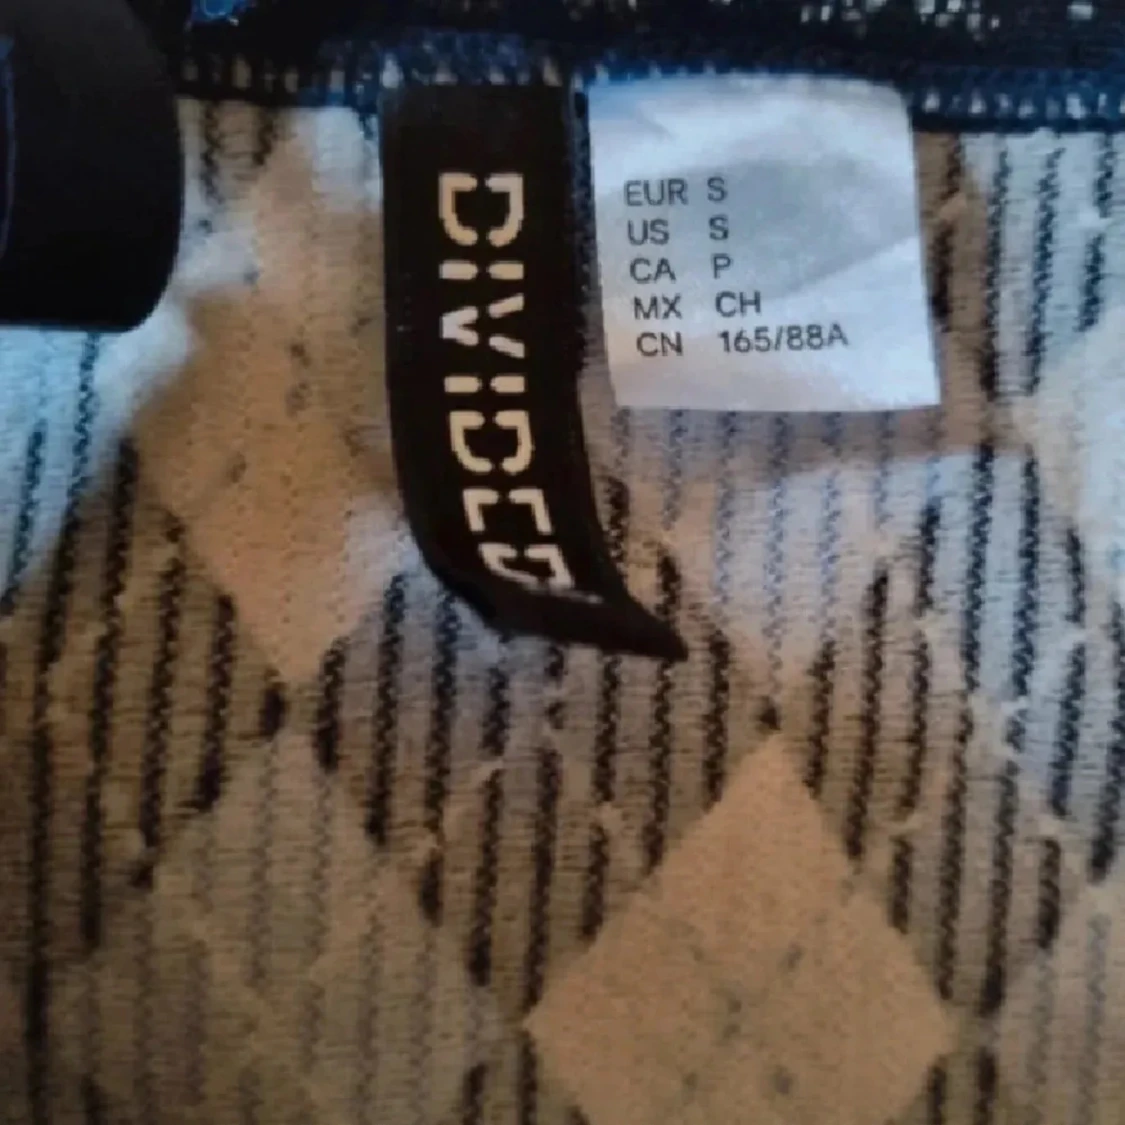 DIVIDED
EUR S
US S
CA P
MX CH
CN 165/88A